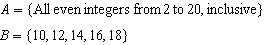 A = {All even integers from 2 to 20, inclusive}
B = {10, 12, 14, 16, 18}